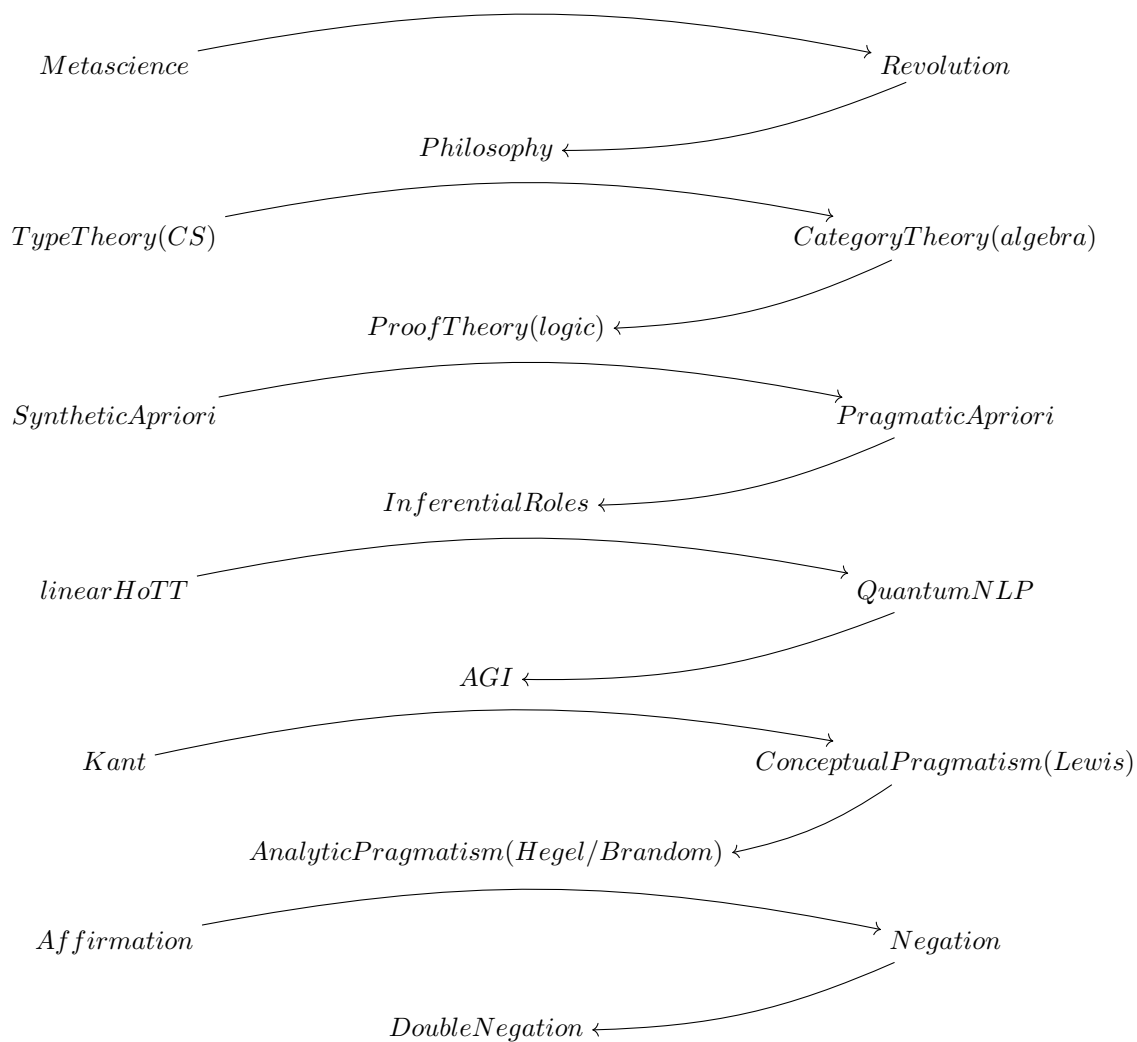 Metascience Revolution
Philosophy
TypeTheory(CS) CategoryTheory(algebra)
ProofTheory(logic)
SyntheticApriori PragmaticApriori
InferentialRoles
linearHoTT QuantumNLP
AGI
Kant ConceptualPragmatism(Lewis)
AnalyticPragmatism(Hegel/Brandom)
Affirmation Negation
DoubleNegation